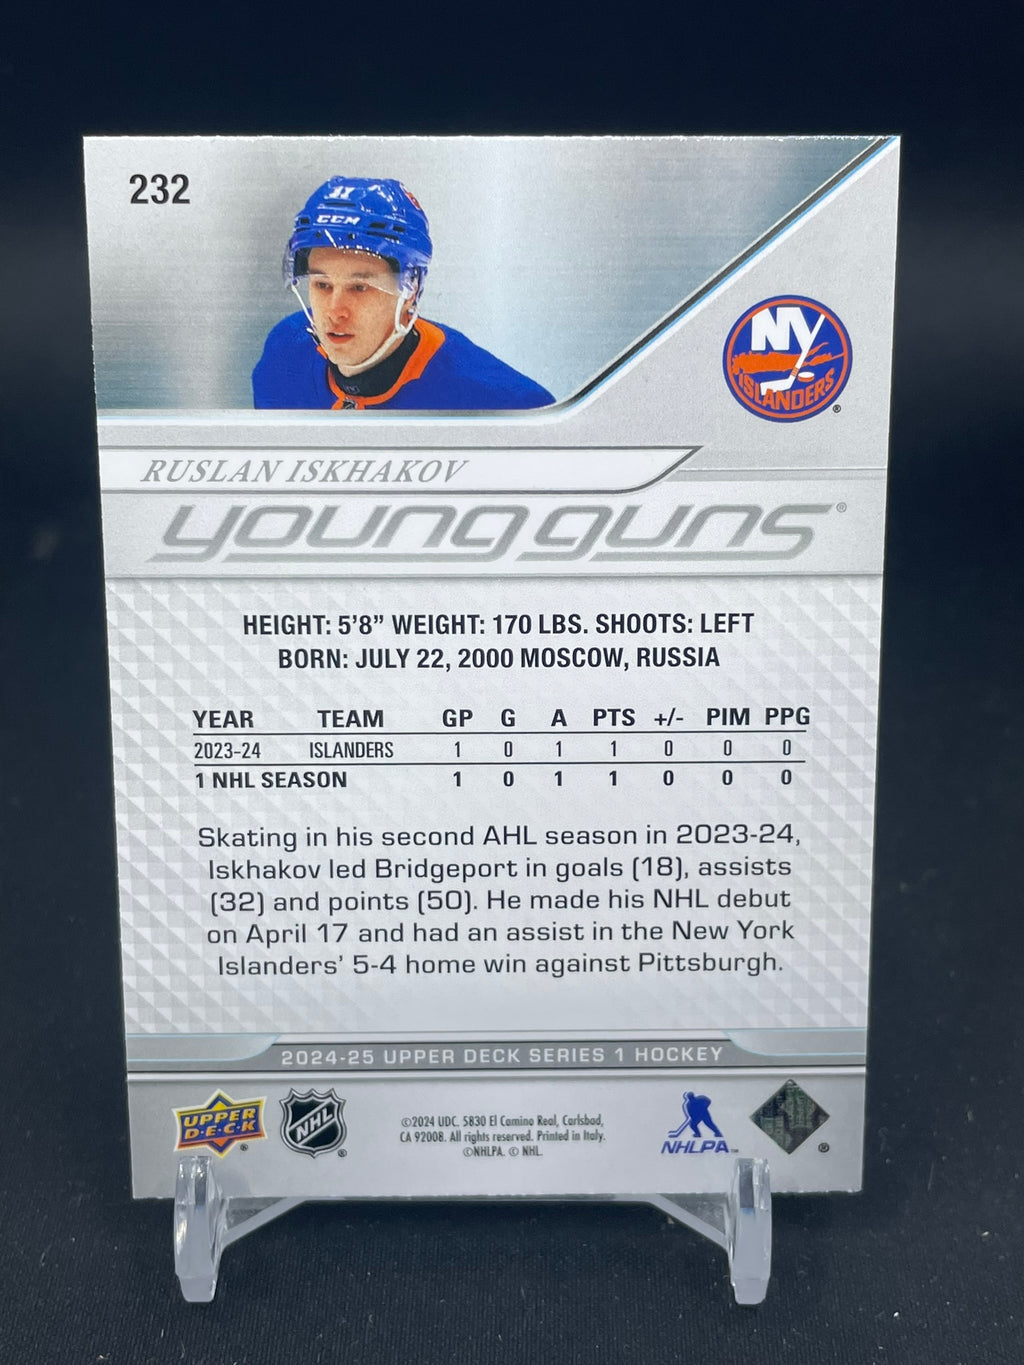 232
11
CCM
NY
ISLANDERS
®
RUSLAN ISKHAKOV
young guns®
HEIGHT: 5'8" WEIGHT: 170 LBS. SHOOTS: LEFT
BORN: JULY 22, 2000 MOSCOW, RUSSIA
YEAR TEAM GP G A PTS +/- PIM PPG
2023-24 ISLANDERS 1 0 1 1 0 0 0
1 NHL SEASON 1 0 1 1 0 0 0
Skating in his second AHL season in 2023-24,
Iskhakov led Bridgeport in goals (18), assists
(32) and points (50). He made his NHL debut
on April 17 and had an assist in the New York
Islanders' 5-4 home win against Pittsburgh.
2024-25 UPPER DECK SERIES 1 HOCKEY
UPPER
D·E·C·K
®
NHL
®
©2024 UDC. 5830 El Camino Real, Carlsbad,
CA 92008. All rights reserved. Printed in Italy.
©NHLPA. © NHL.
NHLPA™
®